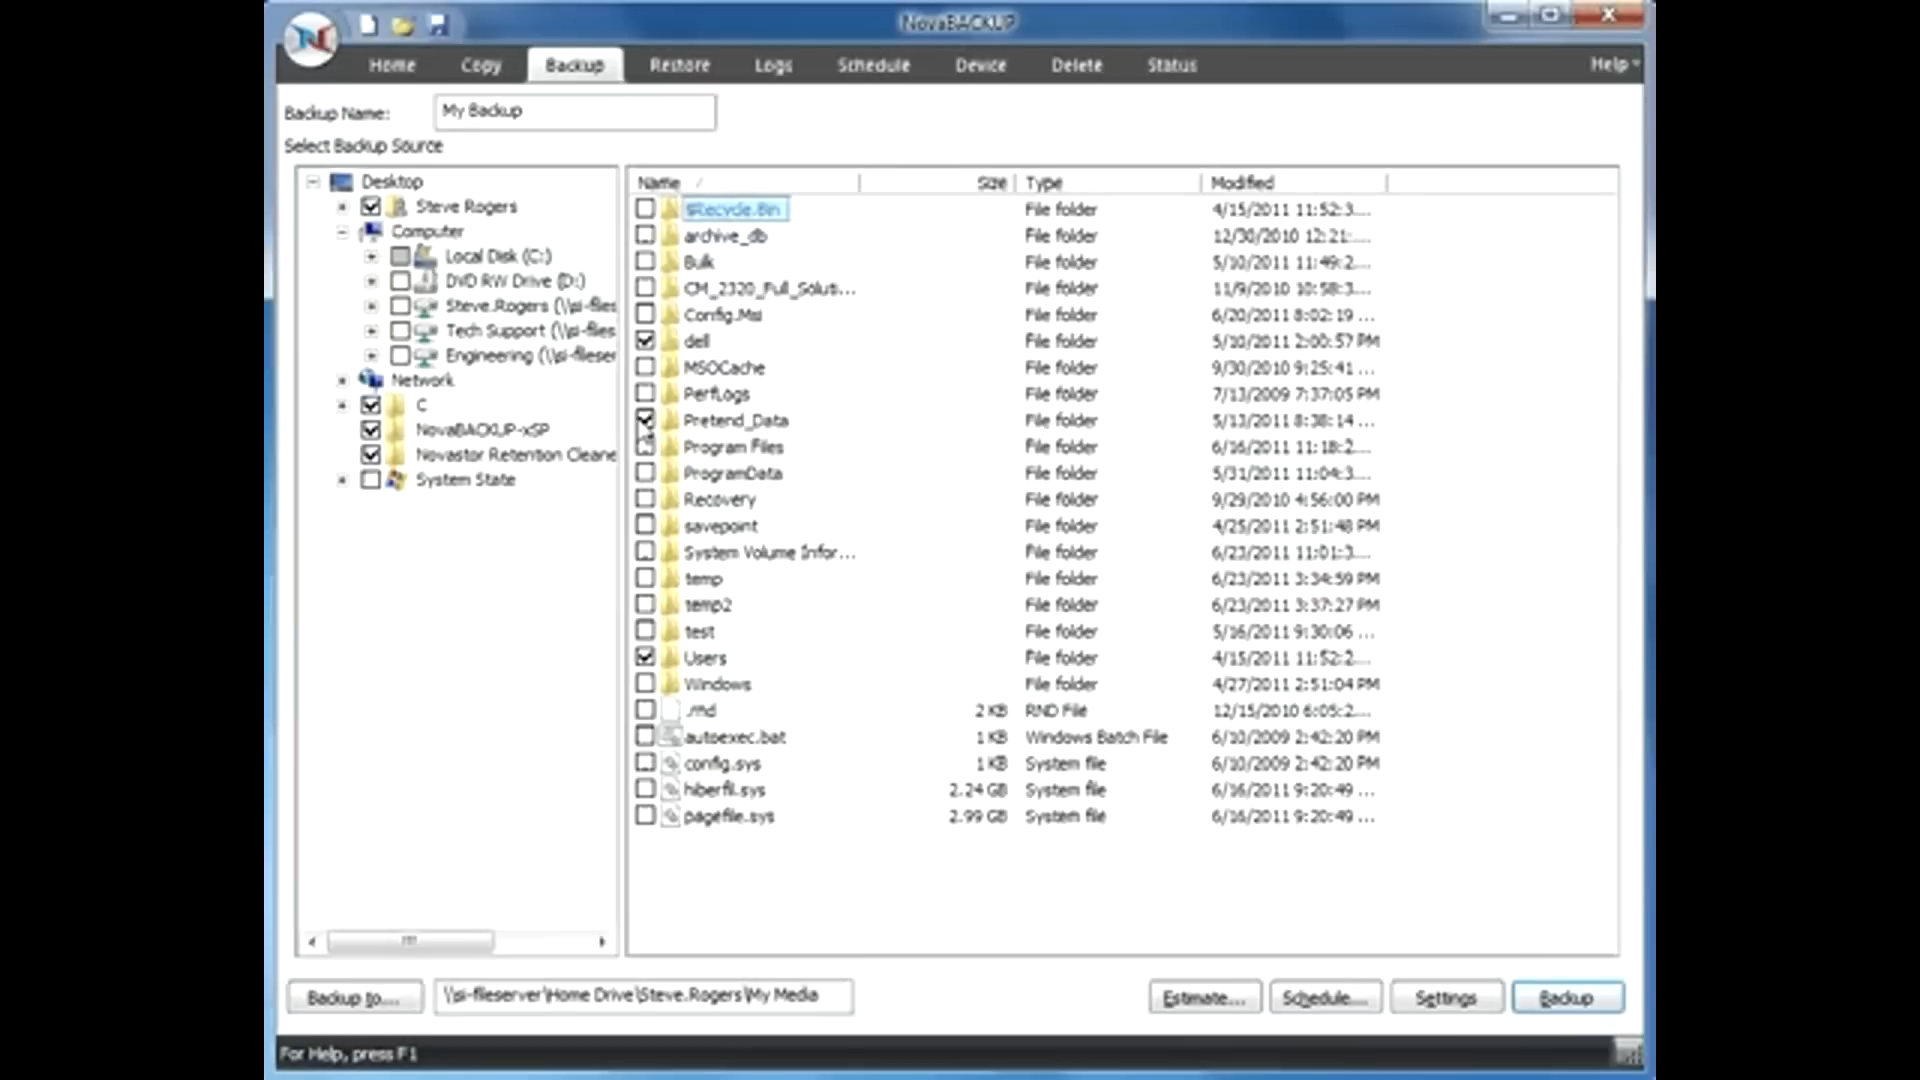 NovaBACKUP
Home Copy Backup Restore Logs Schedule Device Delete Status Help
Backup Name: My Backup
Select Backup Source
Desktop
Steve Rogers
Computer
Local Disk (C:)
DVD RW Drive (D:)
Steve.Rogers (\\si-files
Tech Support (\\si-files
Engineering (\\si-fileser
Network
C
NovaBACKUP-xSP
Novastor Retention Cleane
System State
Name Size Type Modified
$Recycle.Bin File folder 4/15/2011 11:52:3...
archive_db File folder 12/30/2010 12:21:...
Bulk File folder 5/10/2011 11:49:2...
CM_2320_Full_Soluti... File folder 11/9/2010 10:58:3...
Config.Msi File folder 6/20/2011 8:02:19 ...
dell File folder 5/10/2011 2:00:57 PM
MSOCache File folder 9/30/2010 9:25:41 ...
PerfLogs File folder 7/13/2009 7:37:05 PM
Pretend_Data File folder 5/13/2011 8:38:14 ...
Program Files File folder 6/16/2011 11:18:2...
ProgramData File folder 5/31/2011 11:04:3...
Recovery File folder 9/29/2010 4:56:00 PM
savepoint File folder 4/25/2011 2:51:48 PM
System Volume Infor... File folder 6/23/2011 11:01:3...
temp File folder 6/23/2011 3:34:59 PM
temp2 File folder 6/23/2011 3:37:27 PM
test File folder 5/16/2011 9:30:06 ...
Users File folder 4/15/2011 11:52:2...
Windows File folder 4/27/2011 2:51:04 PM
.rnd 2 KB RND File 12/15/2010 6:05:2...
autoexec.bat 1 KB Windows Batch File 6/10/2009 2:42:20 PM
config.sys 1 KB System file 6/10/2009 2:42:20 PM
hiberfil.sys 2.24 GB System file 6/16/2011 9:20:49 ...
pagefile.sys 2.99 GB System file 6/16/2011 9:20:49 ...
Backup to.... \\si-fileserver\Home Drive\Steve.Rogers\My Media Estimate... Schedule... Settings Backup
For Help, press F1